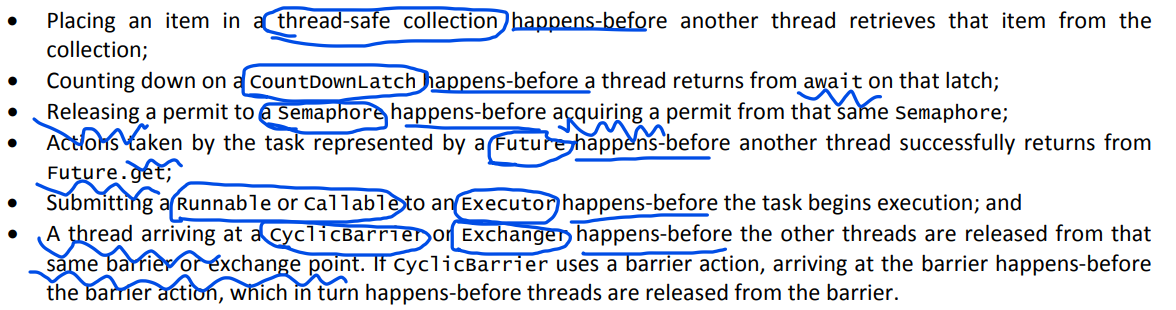 • Placing an item in a thread-safe collection happens-before another thread retrieves that item from the
collection;
• Counting down on a CountDownLatch happens-before a thread returns from await on that latch;
• Releasing a permit to a Semaphore happens-before acquiring a permit from that same Semaphore;
• Actions taken by the task represented by a Future happens-before another thread successfully returns from
Future.get;
• Submitting a Runnable or Callable to an Executor happens-before the task begins execution; and
• A thread arriving at a CyclicBarrier or Exchanger happens-before the other threads are released from that
same barrier or exchange point. If CyclicBarrier uses a barrier action, arriving at the barrier happens-before
the barrier action, which in turn happens-before threads are released from the barrier.